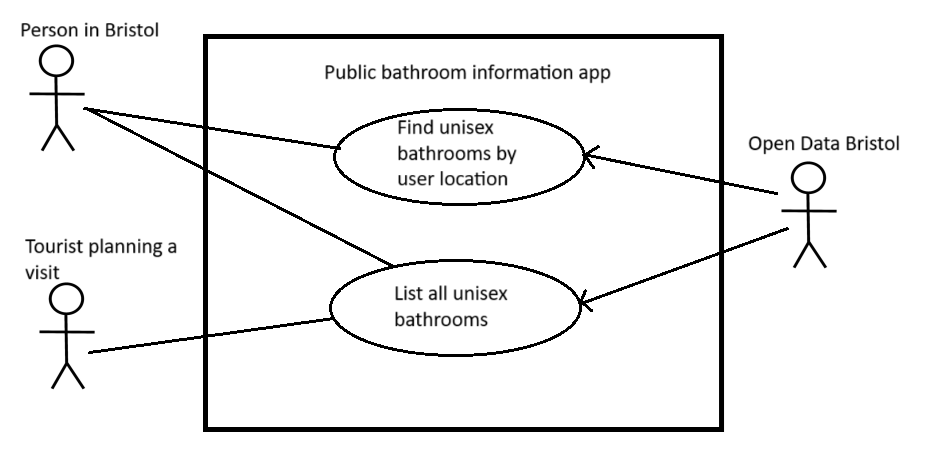 Person in Bristol
Public bathroom information app
Find unisex
bathrooms by
user location
Open Data Bristol
Tourist planning a
visit
List all unisex
bathrooms